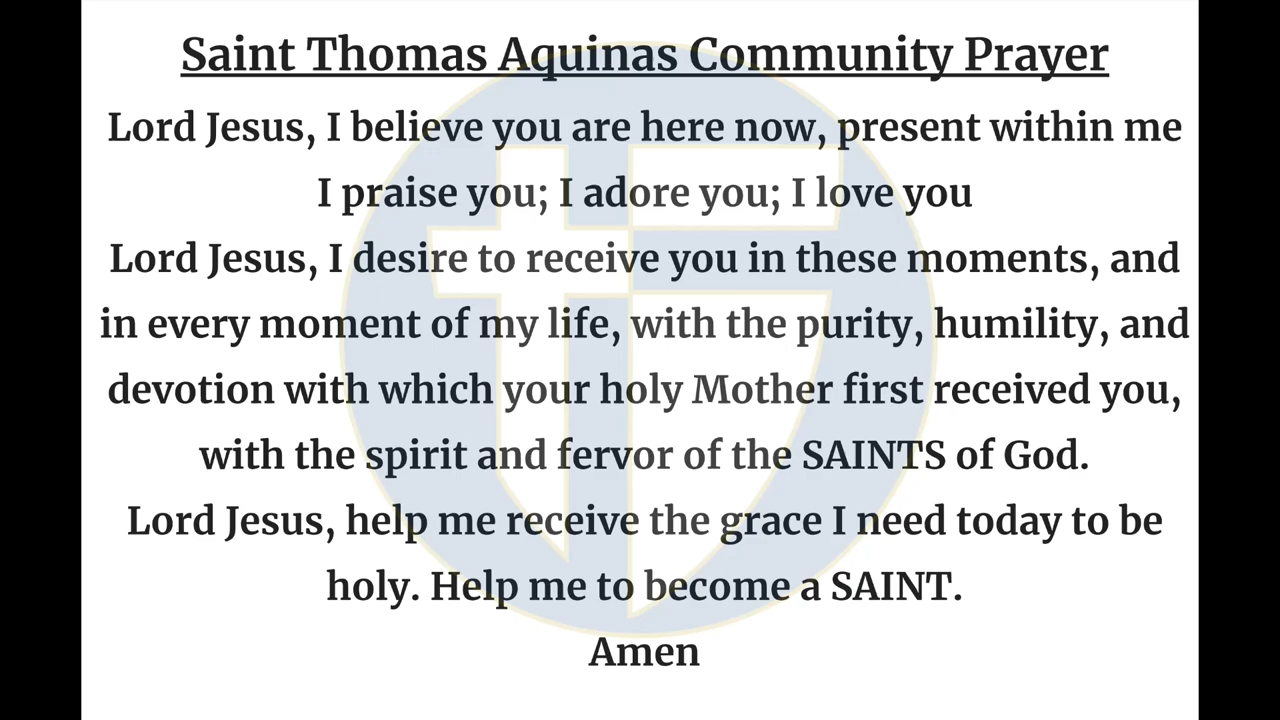 Saint Thomas Aquinas Community Prayer
Lord Jesus, I believe you are here now, present within me
I praise you; I adore you; I love you
Lord Jesus, I desire to receive you in these moments, and
in every moment of my life, with the purity, humility, and
devotion with which your holy Mother first received you,
with the spirit and fervor of the SAINTS of God.
Lord Jesus, help me receive the grace I need today to be
holy. Help me to become a SAINT.
Amen